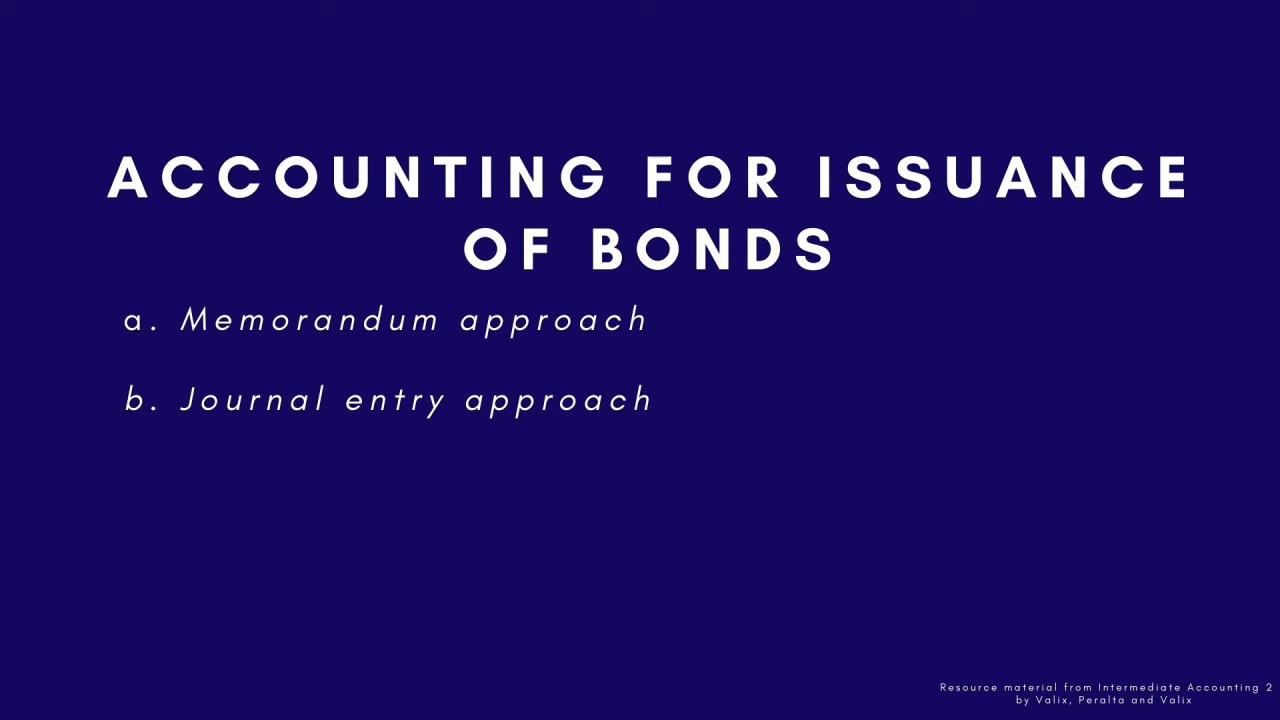 ACCOUNTING FOR ISSUANCE
OF BONDS
a. Memorandum approach
b. Journal entry approach
Resource material from Intermediate Accounting 2
by Valix, Peralta and Valix